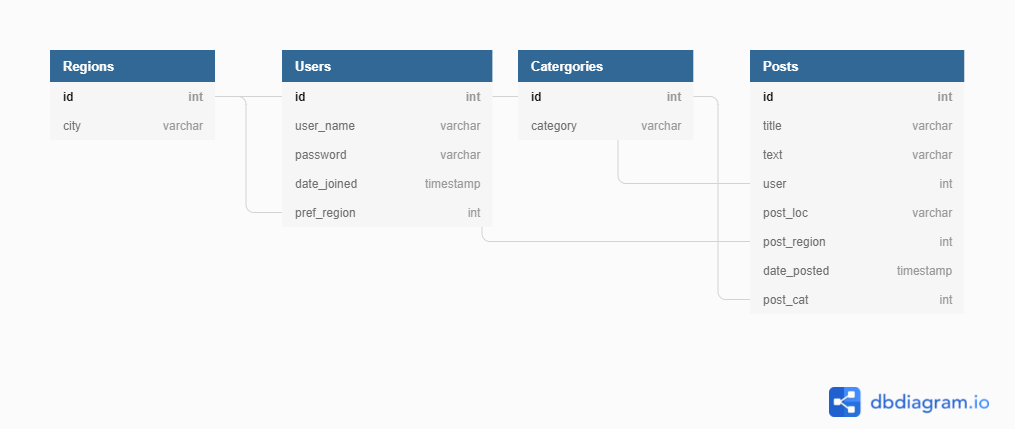 Regions
id int
city varchar
Users
id int
user_name varchar
password varchar
date_joined timestamp
pref_region int
Catergories
id int
category varchar
Posts
id int
title varchar
text varchar
user int
post_loc varchar
post_region int
date_posted timestamp
post_cat int
dbdiagram.io